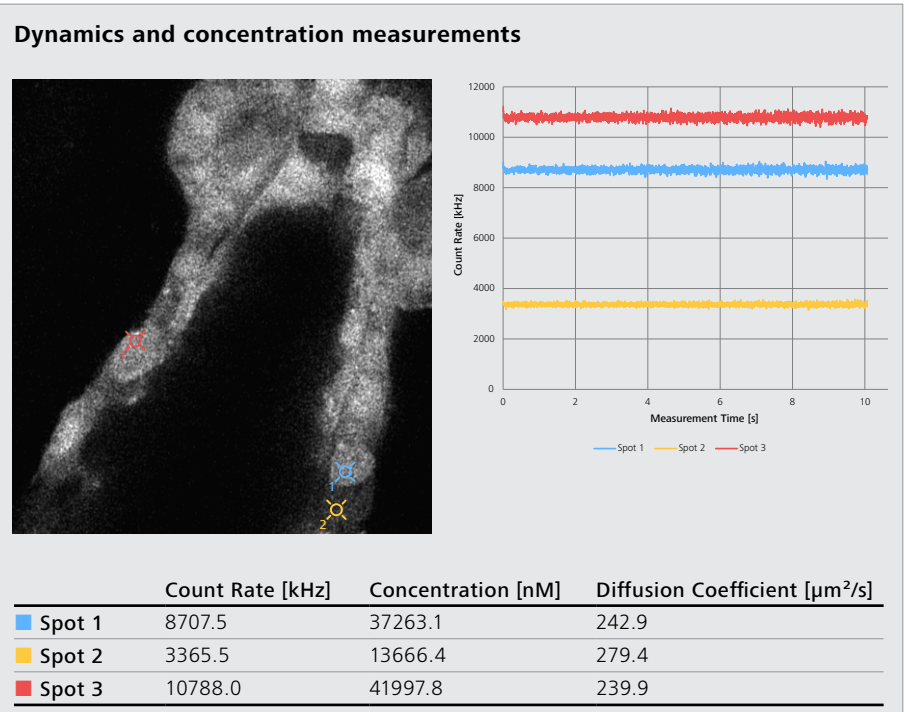 Dynamics and concentration measurements
1
2
12000
10000
8000
6000
4000
2000
0
Count Rate [kHz]
0 2 4 6 8 10
Measurement Time [s]
Spot 1 Spot 2 Spot 3
Count Rate [kHz] Concentration [nM] Diffusion Coefficient [µm²/s]
Spot 1 8707.5 37263.1 242.9
Spot 2 3365.5 13666.4 279.4
Spot 3 10788.0 41997.8 239.9